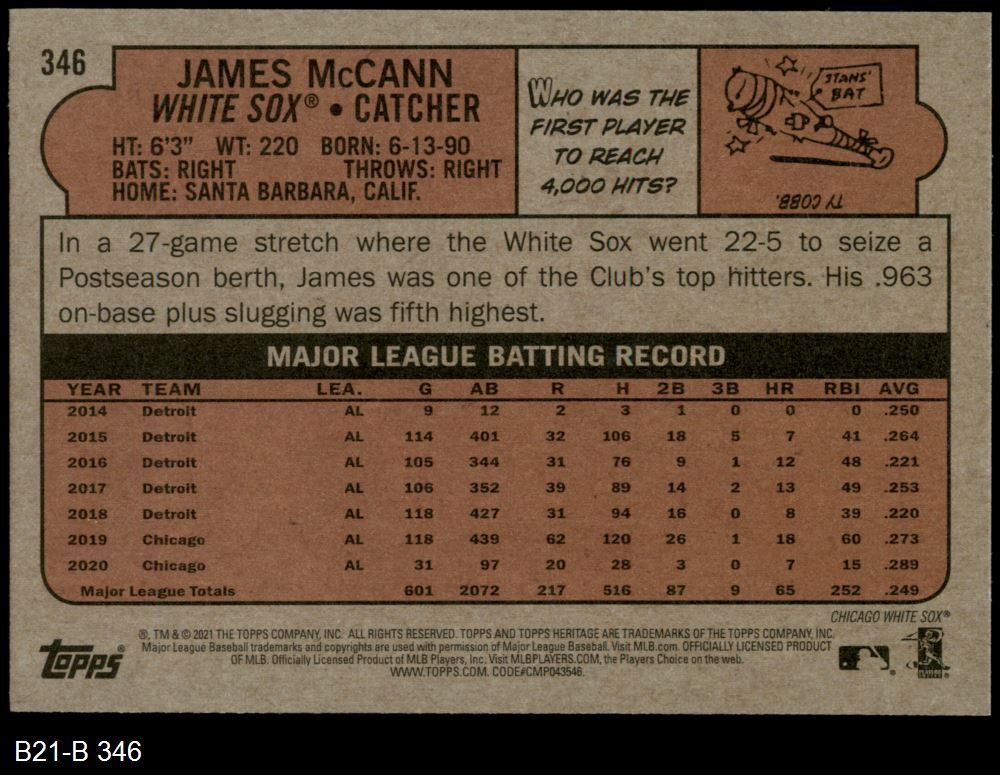 346
JAMES McCANN
WHITE SOX® • CATCHER
HT: 6'3" WT: 220 BORN: 6-13-90
BATS: RIGHT THROWS: RIGHT
HOME: SANTA BARBARA, CALIF.
WHO WAS THE
FIRST PLAYER
TO REACH
4,000 HITS?
STANS'
BAT
TY COBB.
In a 27-game stretch where the White Sox went 22-5 to seize a
Postseason berth, James was one of the Club's top hitters. His .963
on-base plus slugging was fifth highest.
MAJOR LEAGUE BATTING RECORD
YEAR TEAM LEA. G AB R H 2B 3B HR RBI AVG
2014 Detroit AL 9 12 2 3 1 0 0 0 .250
2015 Detroit AL 114 401 32 106 18 5 7 41 .264
2016 Detroit AL 105 344 31 76 9 1 12 48 .221
2017 Detroit AL 106 352 39 89 14 2 13 49 .253
2018 Detroit AL 118 427 31 94 16 0 8 39 .220
2019 Chicago AL 118 439 62 120 26 1 18 60 .273
2020 Chicago AL 31 97 20 28 3 0 7 15 .289
Major League Totals 601 2072 217 516 87 9 65 252 .249
CHICAGO WHITE SOX®
topps®
®, TM & © 2021 THE TOPPS COMPANY, INC. ALL RIGHTS RESERVED. TOPPS AND TOPPS HERITAGE ARE TRADEMARKS OF THE TOPPS COMPANY, INC.
Major League Baseball trademarks and copyrights are used with permission of Major League Baseball. Visit MLB.com. OFFICIALLY LICENSED PRODUCT
OF MLB. Officially Licensed Product of MLB Players, Inc. Visit MLBPLAYERS.COM, the Players Choice on the web.
WWW.TOPPS.COM. CODE#CMP043546.
B21-B 346